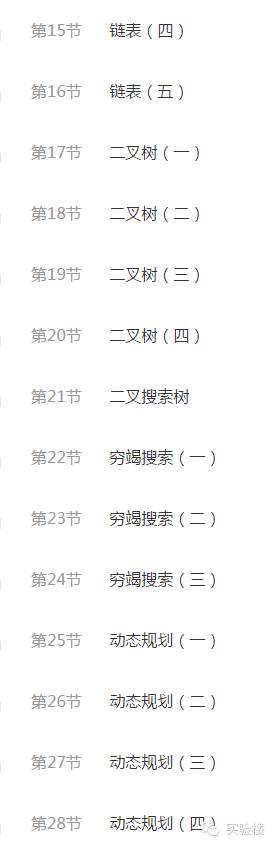 第15节 链表（四）
第16节 链表（五）
第17节 二叉树（一）
第18节 二叉树（二）
第19节 二叉树（三）
第20节 二叉树（四）
第21节 二叉搜索树
第22节 穷竭搜索（一）
第23节 穷竭搜索（二）
第24节 穷竭搜索（三）
第25节 动态规划（一）
第26节 动态规划（二）
第27节 动态规划（三）
第28节 动态规划（四）
实验楼